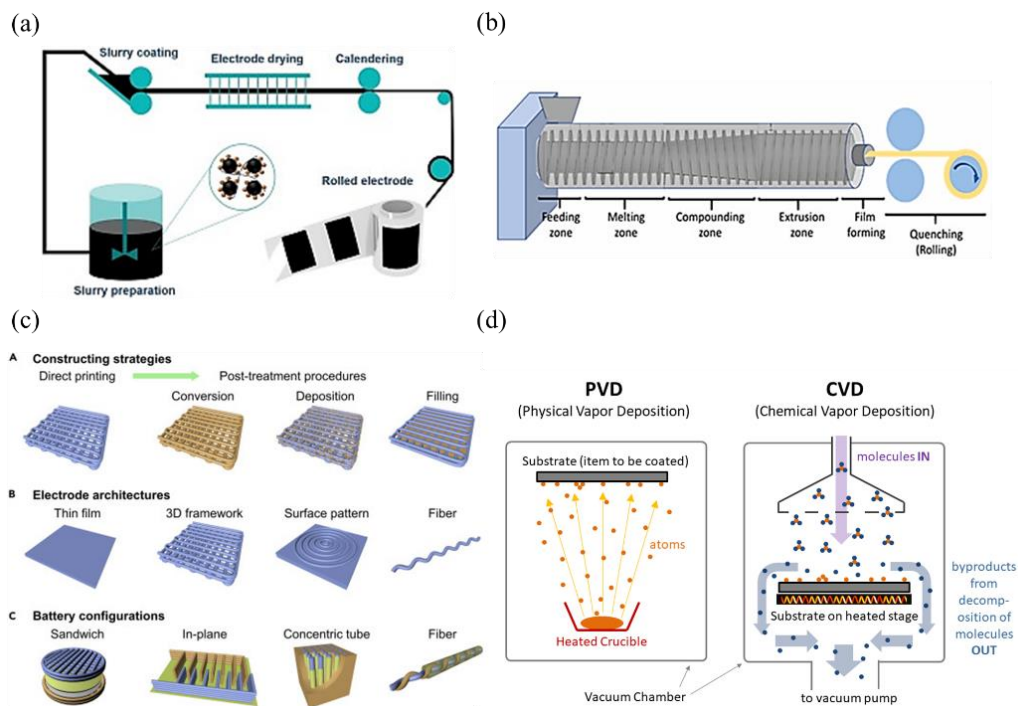 (a)
Slurry coating
Electrode drying
Calendering
Rolled electrode
Slurry preparation
(b)
Feeding
zone
Melting
zone
Compounding
zone
Extrusion
zone
Film
forming
Quenching
(Rolling)
(c)
A Constructing strategies
Direct printing
Post-treatment procedures
Conversion
Deposition
Filling
B Electrode architectures
Thin film
3D framework
Surface pattern
Fiber
C Battery configurations
Sandwich
In-plane
Concentric tube
Fiber
(d)
PVD
(Physical Vapor Deposition)
Substrate (item to be coated)
atoms
Heated Crucible
CVD
(Chemical Vapor Deposition)
molecules IN
Substrate on heated stage
byproducts
from
decomp-
osition of
molecules
OUT
Vacuum Chamber
to vacuum pump